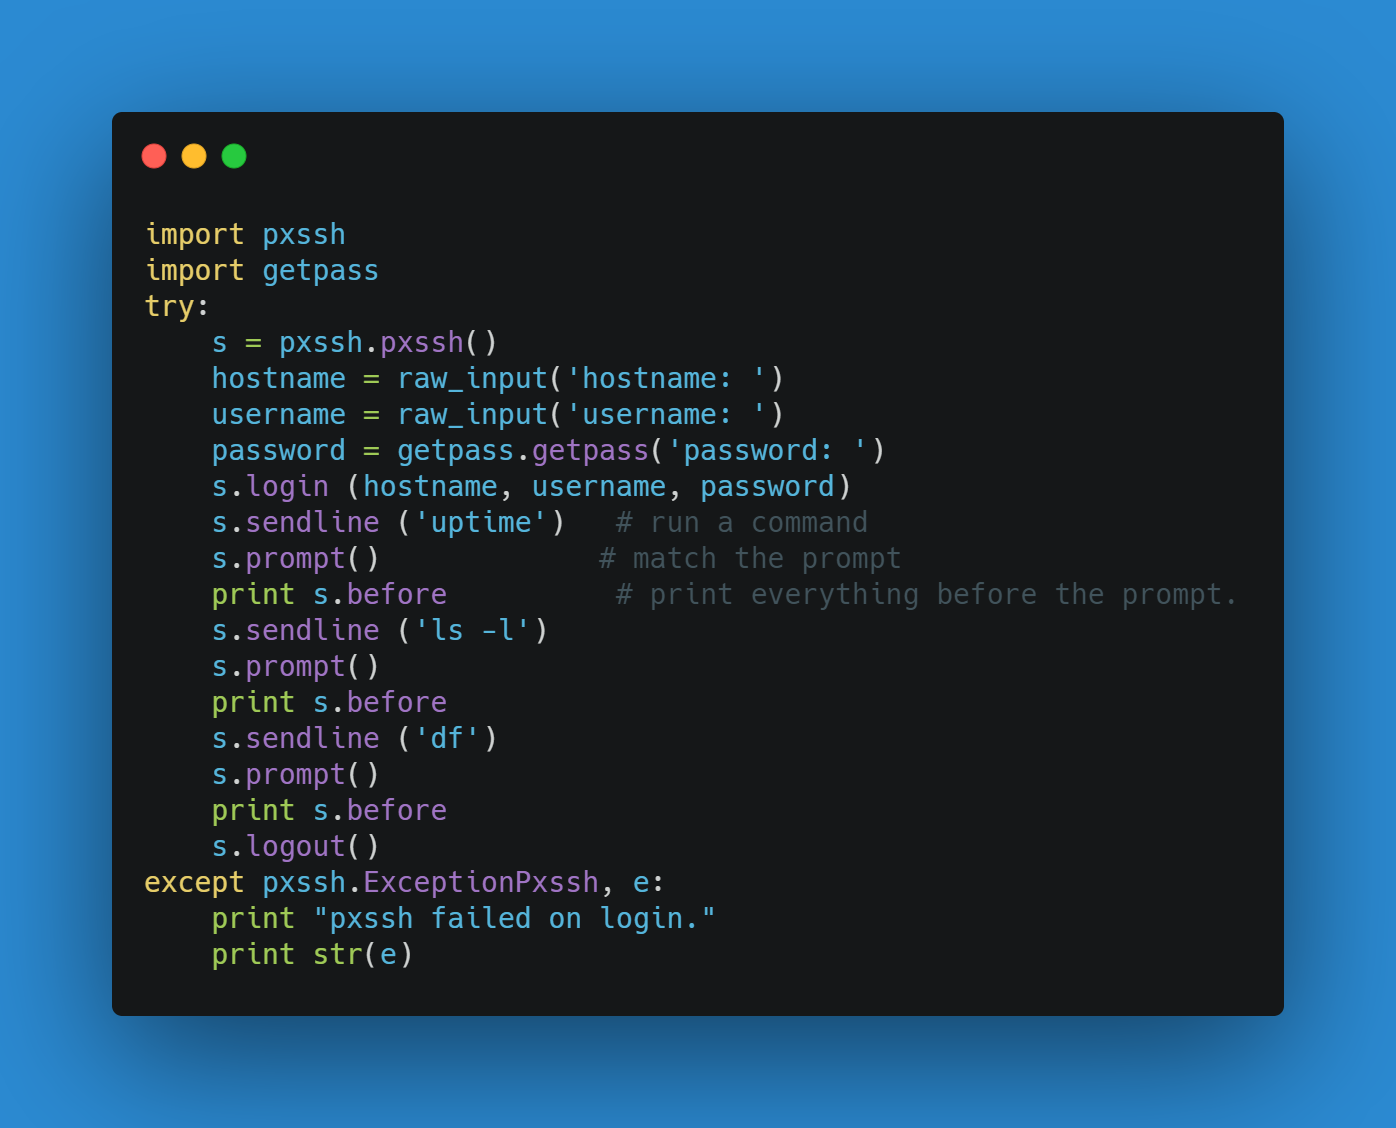 import pxssh
import getpass
try:
    s = pxssh.pxssh()
    hostname = raw_input('hostname: ')
    username = raw_input('username: ')
    password = getpass.getpass('password: ')
    s.login (hostname, username, password)
    s.sendline ('uptime')   # run a command
    s.prompt()             # match the prompt
    print s.before          # print everything before the prompt.
    s.sendline ('ls -l')
    s.prompt()
    print s.before
    s.sendline ('df')
    s.prompt()
    print s.before
    s.logout()
except pxssh.ExceptionPxssh, e:
    print "pxssh failed on login."
    print str(e)